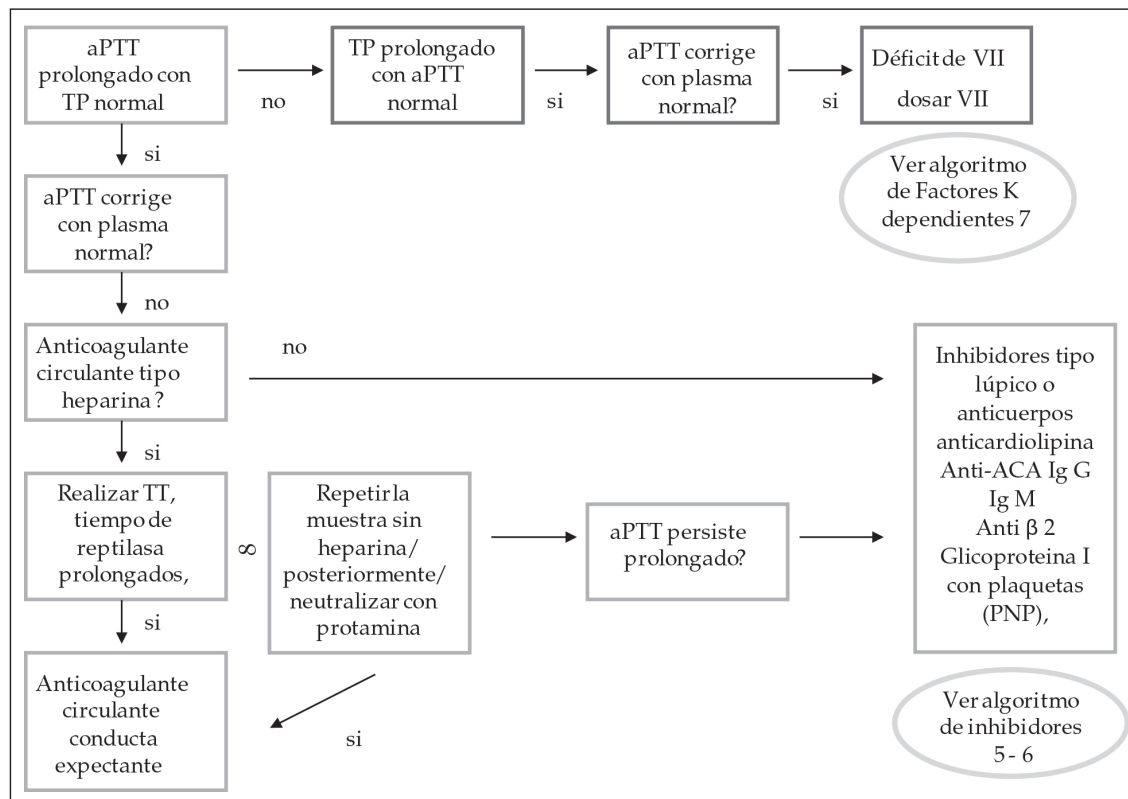 aPTT
prolongado con
TP normal
no
TP prolongado
con aPTT
normal
si
aPTT corrige
con plasma
normal?
si
Déficit de VII
dosar VII
si
Ver algoritmo
de Factores K
dependientes 7
aPTT corrige
con plasma
normal?
no
Anticoagulante
circulante tipo
heparina ?
no
Inhibidores tipo
lúpico o
anticuerpos
anticardiolipina
Anti-ACA Ig G
Ig M
Anti β 2
Glicoproteina I
con plaquetas
(PNP),
si
Realizar TT,
tiempo de
reptilasa
prolongados,
8
Repetir la
muestra sin
heparina/
posteriormente/
neutralizar con
protamina
aPTT persiste
prolongado?
si
Anticoagulante
circulante
conducta
expectante
si
Ver algoritmo
de inhibidores
5 - 6